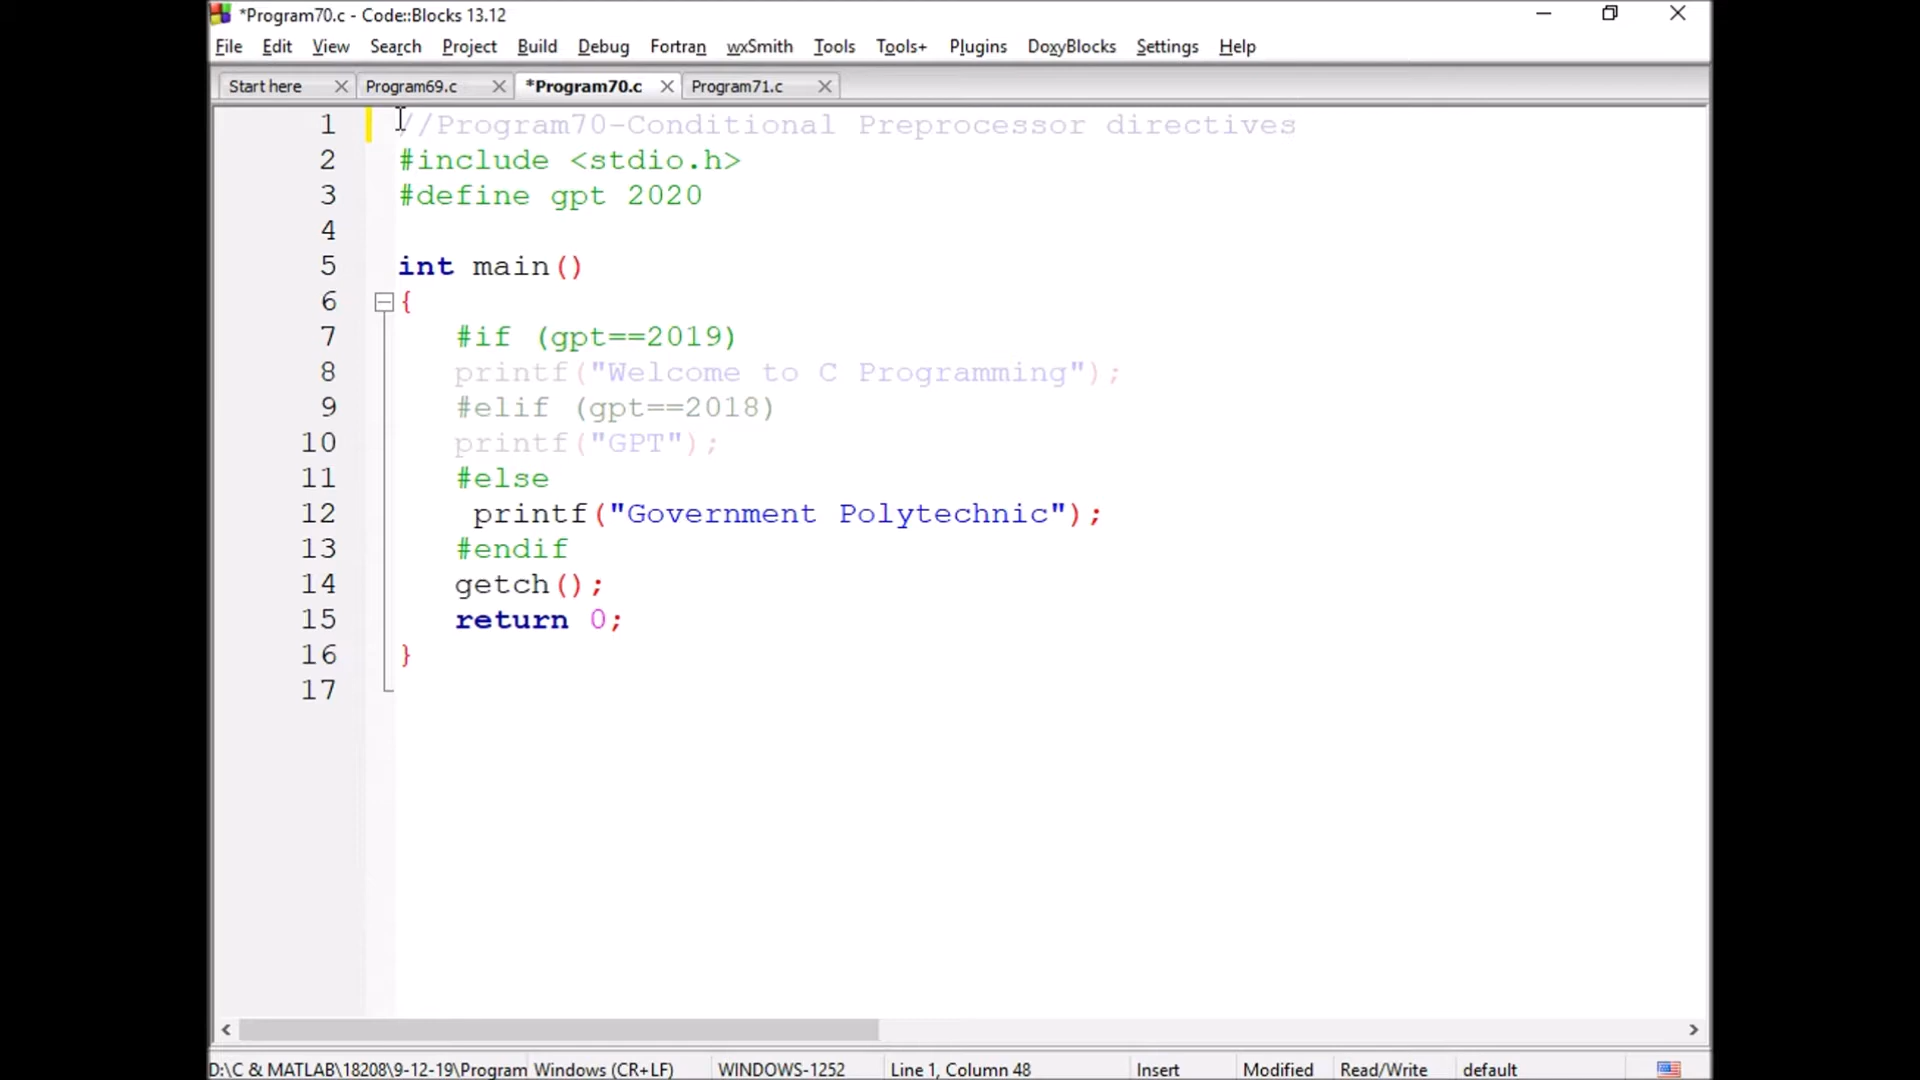 *Program70.c - Code::Blocks 13.12
File Edit View Search Project Build Debug Fortran wxSmith Tools Tools+ Plugins DoxyBlocks Settings Help
Start here Program69.c *Program70.c Program71.c
1 //Program70-Conditional Preprocessor directives
2 #include <stdio.h>
3 #define gpt 2020
4
5 int main()
6 {
7 #if (gpt==2019)
8 printf("Welcome to C Programming");
9 #elif (gpt==2018)
10 printf("GPT");
11 #else
12 printf("Government Polytechnic");
13 #endif
14 getch();
15 return 0;
16 }
17
D:\C & MATLAB\18208\9-12-19\Program Windows (CR+LF) WINDOWS-1252 Line 1, Column 48 Insert Modified Read/Write default